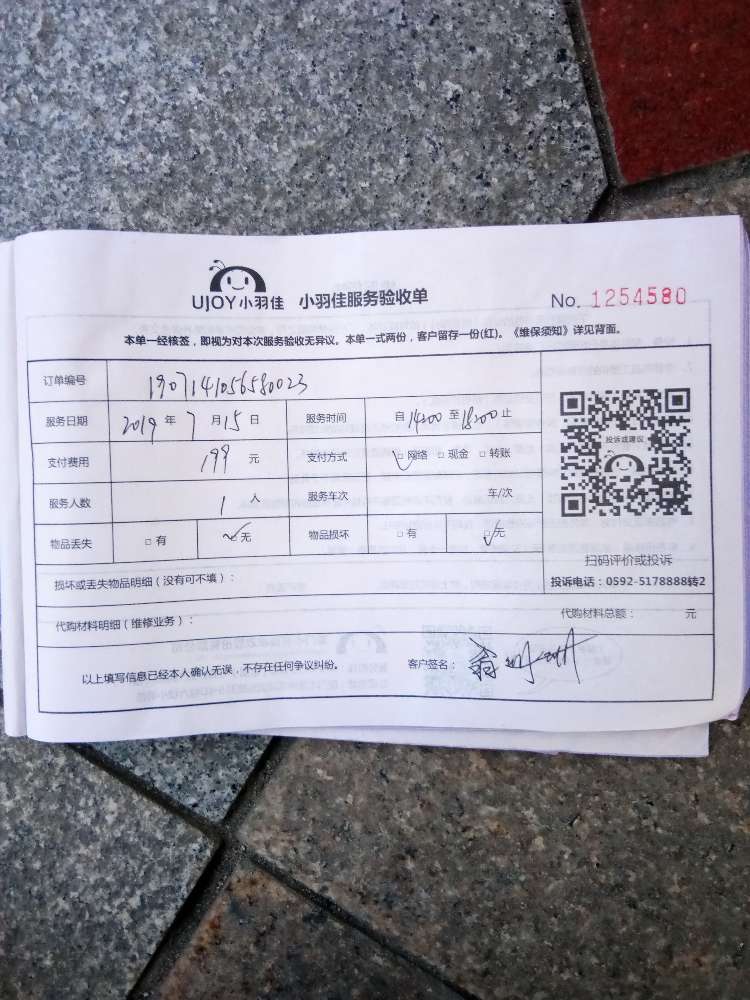 UJOY小羽佳 小羽佳服务验收单 No. 1254580
本单一经核签，即视为对本次服务验收无异议。本单一式两份，客户留存一份(红)。《维保须知》详见背面。
订单编号 1907141056580023
服务日期 2019 年 7 月 15 日 服务时间 自 14:00 至 18:00 止
支付费用 199 元 支付方式 □ 网络 □ 现金 □ 转账
服务人数 1 人 服务车次 车/次
物品丢失 □ 有 □ 无 物品损坏 □ 有 □ 无
投诉或建议
扫码评价或投诉
投诉电话：0592-5178888转2
损坏或丢失物品明细（没有可不填）：
代购材料明细（维修业务）： 代购材料总额： 元
以上填写信息已经本人确认无误，不存在任何争议纠纷。 客户签名：